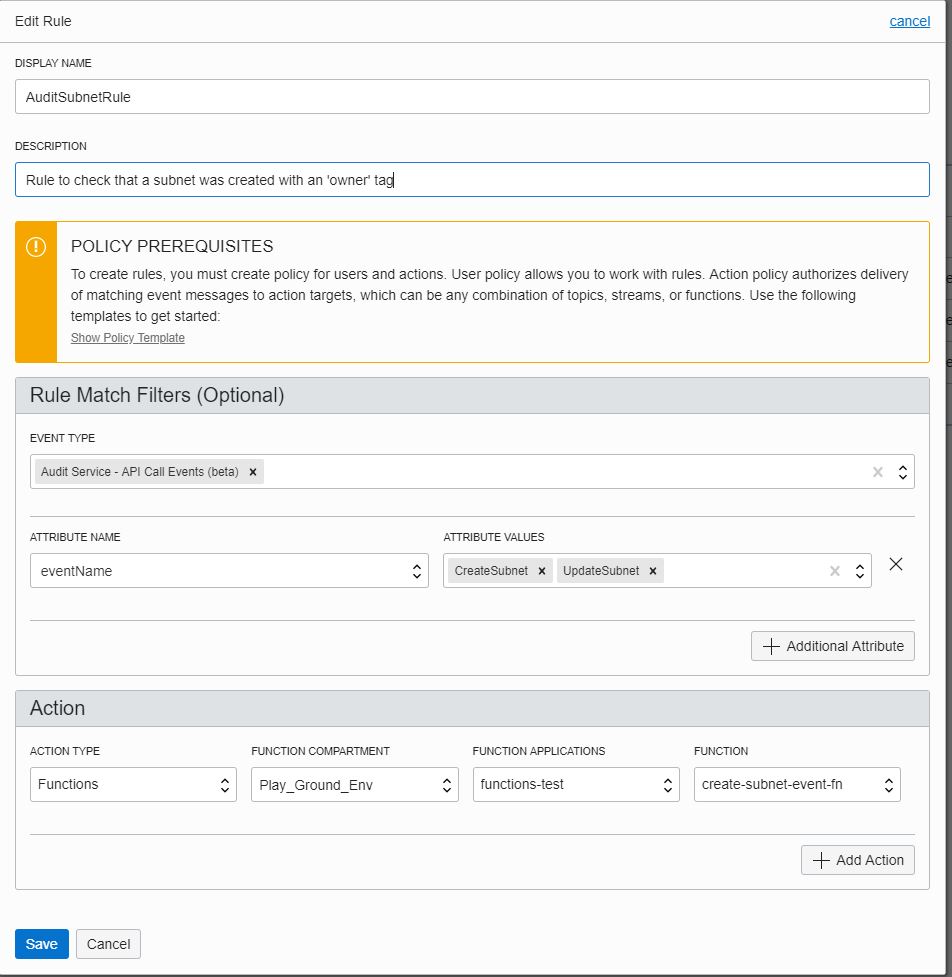 Edit Rule
cancel
DISPLAY NAME
AuditSubnetRule
DESCRIPTION
Rule to check that a subnet was created with an 'owner' tag
POLICY PREREQUISITES
To create rules, you must create policy for users and actions. User policy allows you to work with rules. Action policy authorizes delivery
of matching event messages to action targets, which can be any combination of topics, streams, or functions. Use the following
templates to get started:
Show Policy Template
Rule Match Filters (Optional)
EVENT TYPE
Audit Service - API Call Events (beta)
ATTRIBUTE NAME
ATTRIBUTE VALUES
eventName
CreateSubnet
UpdateSubnet
Additional Attribute
Action
ACTION TYPE
FUNCTION COMPARTMENT
FUNCTION APPLICATIONS
FUNCTION
Functions
Play_Ground_Env
functions-test
create-subnet-event-fn
Add Action
Save
Cancel